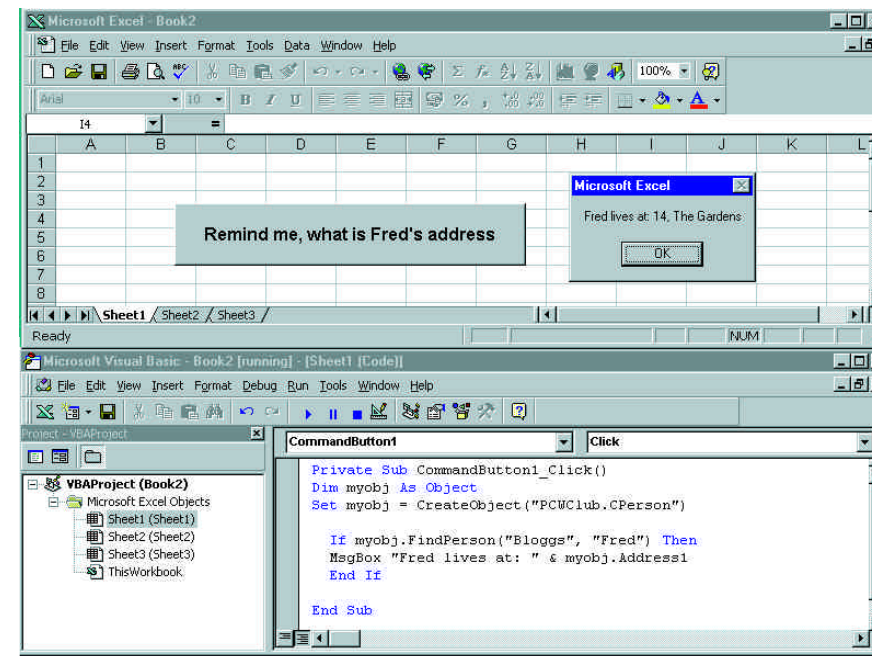 Microsoft Excel - Book2
File Edit View Insert Format Tools Data Window Help
100%
Arial 10 B I U
I4 =
A B C D E F G H I J K L
1
2
3
4
5
6
7
8
Remind me, what is Fred's address
Microsoft Excel
Fred lives at: 14, The Gardens
OK
Sheet1 Sheet2 Sheet3
Ready NUM
Microsoft Visual Basic - Book2 [running] - [Sheet1 (Code)]
File Edit View Insert Format Debug Run Tools Window Help
Project - VBAProject
VBAProject (Book2)
Microsoft Excel Objects
Sheet1 (Sheet1)
Sheet2 (Sheet2)
Sheet3 (Sheet3)
ThisWorkbook
CommandButton1 Click
Private Sub CommandButton1_Click()
Dim myobj As Object
Set myobj = CreateObject("PCWClub.CPerson")
If myobj.FindPerson("Bloggs", "Fred") Then
MsgBox "Fred lives at: " & myobj.Address1
End If
End Sub